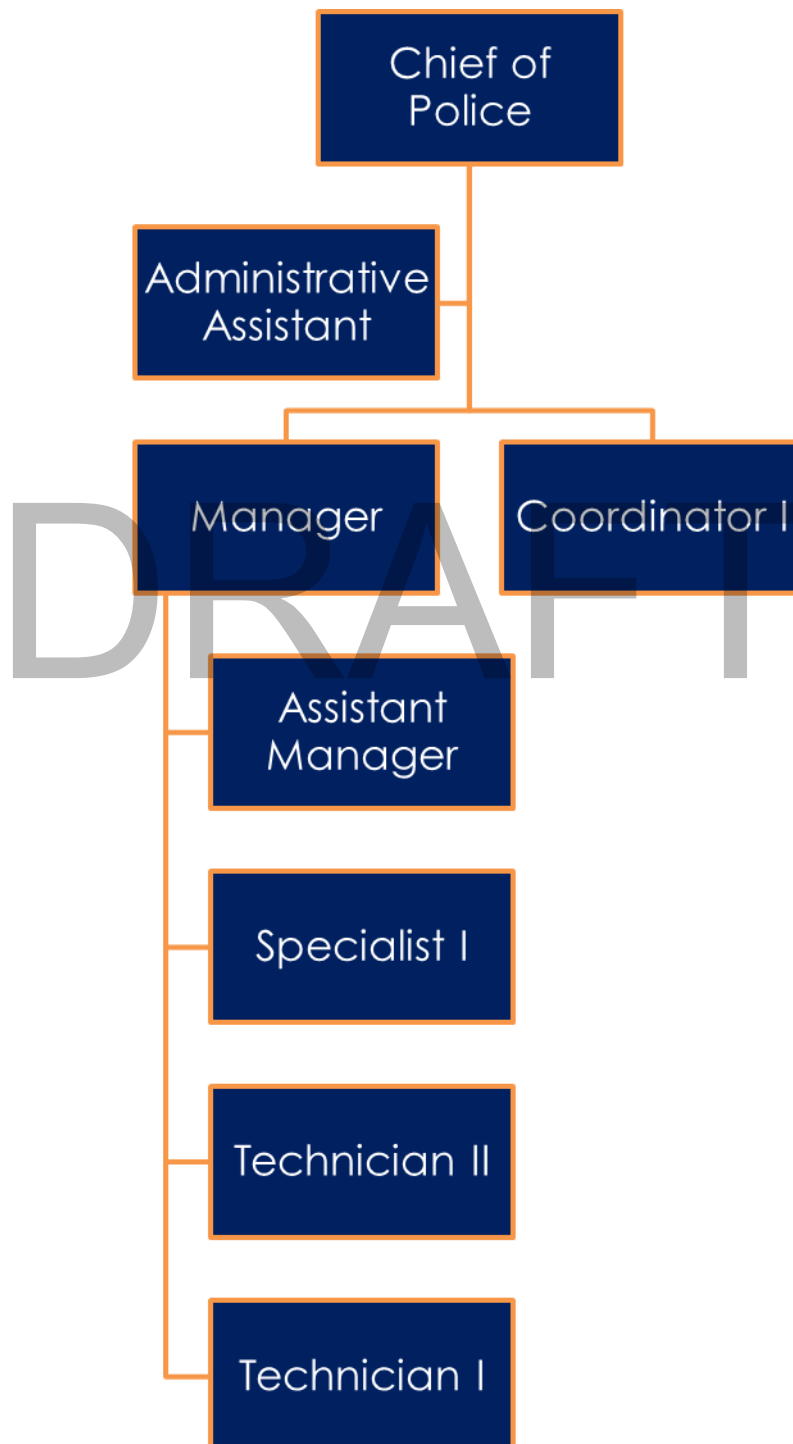 Chief of
Police
Administrative
Assistant
Manager
Coordinator I
DRAFT
Assistant
Manager
Specialist I
Technician II
Technician I